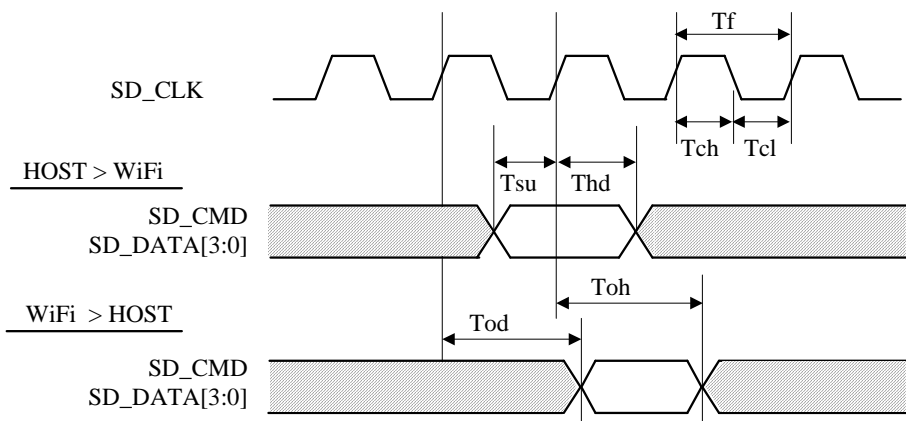 Tf
SD_CLK
Tch Tcl
HOST > WiFi
Tsu Thd
SD_CMD
SD_DATA[3:0]
Toh
WiFi > HOST
Tod
SD_CMD
SD_DATA[3:0]